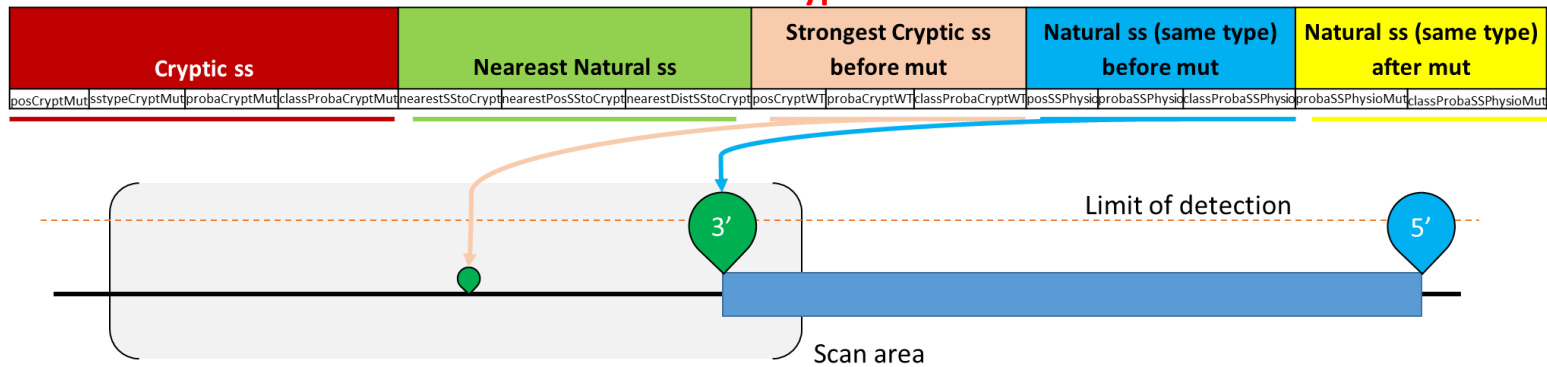 Cryptic ss
Neareast Natural ss
Strongest Cryptic ss
before mut
Natural ss (same type)
before mut
Natural ss (same type)
after mut
posCryptMut sstypeCryptMut probaCryptMut classProbaCryptMut nearestSStoCrypt nearestPosSStoCrypt nearestDistSStoCrypt posCryptWT probaCryptWT classProbaCryptWT posSSPhysio probaSSPhysio classProbaSSPhysio probaSSPhysioMut classProbaSSPhysioMut
Limit of detection
3’
5’
Scan area